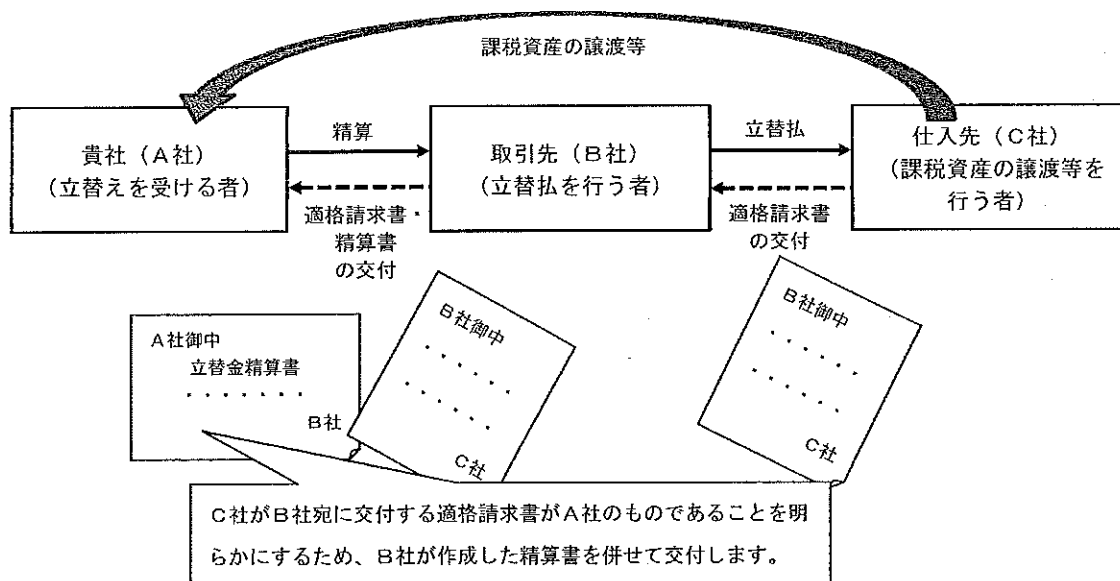 課税資産の譲渡等
貴社（Ａ社）
（立替えを受ける者）
精算
適格請求書・
精算書
の交付
取引先（Ｂ社）
（立替払を行う者）
立替払
適格請求書
の交付
仕入先（Ｃ社）
（課税資産の譲渡等を
行う者）
Ａ社御中
立替金精算書
・・・・・・・
Ｂ社
Ｂ社御中
・・・・・・
・・・・・・
Ｃ社
Ｂ社御中
・・・・・・
・・・・・・
Ｃ社
Ｃ社がＢ社宛に交付する適格請求書がＡ社のものであることを明
らかにするため、Ｂ社が作成した精算書を併せて交付します。